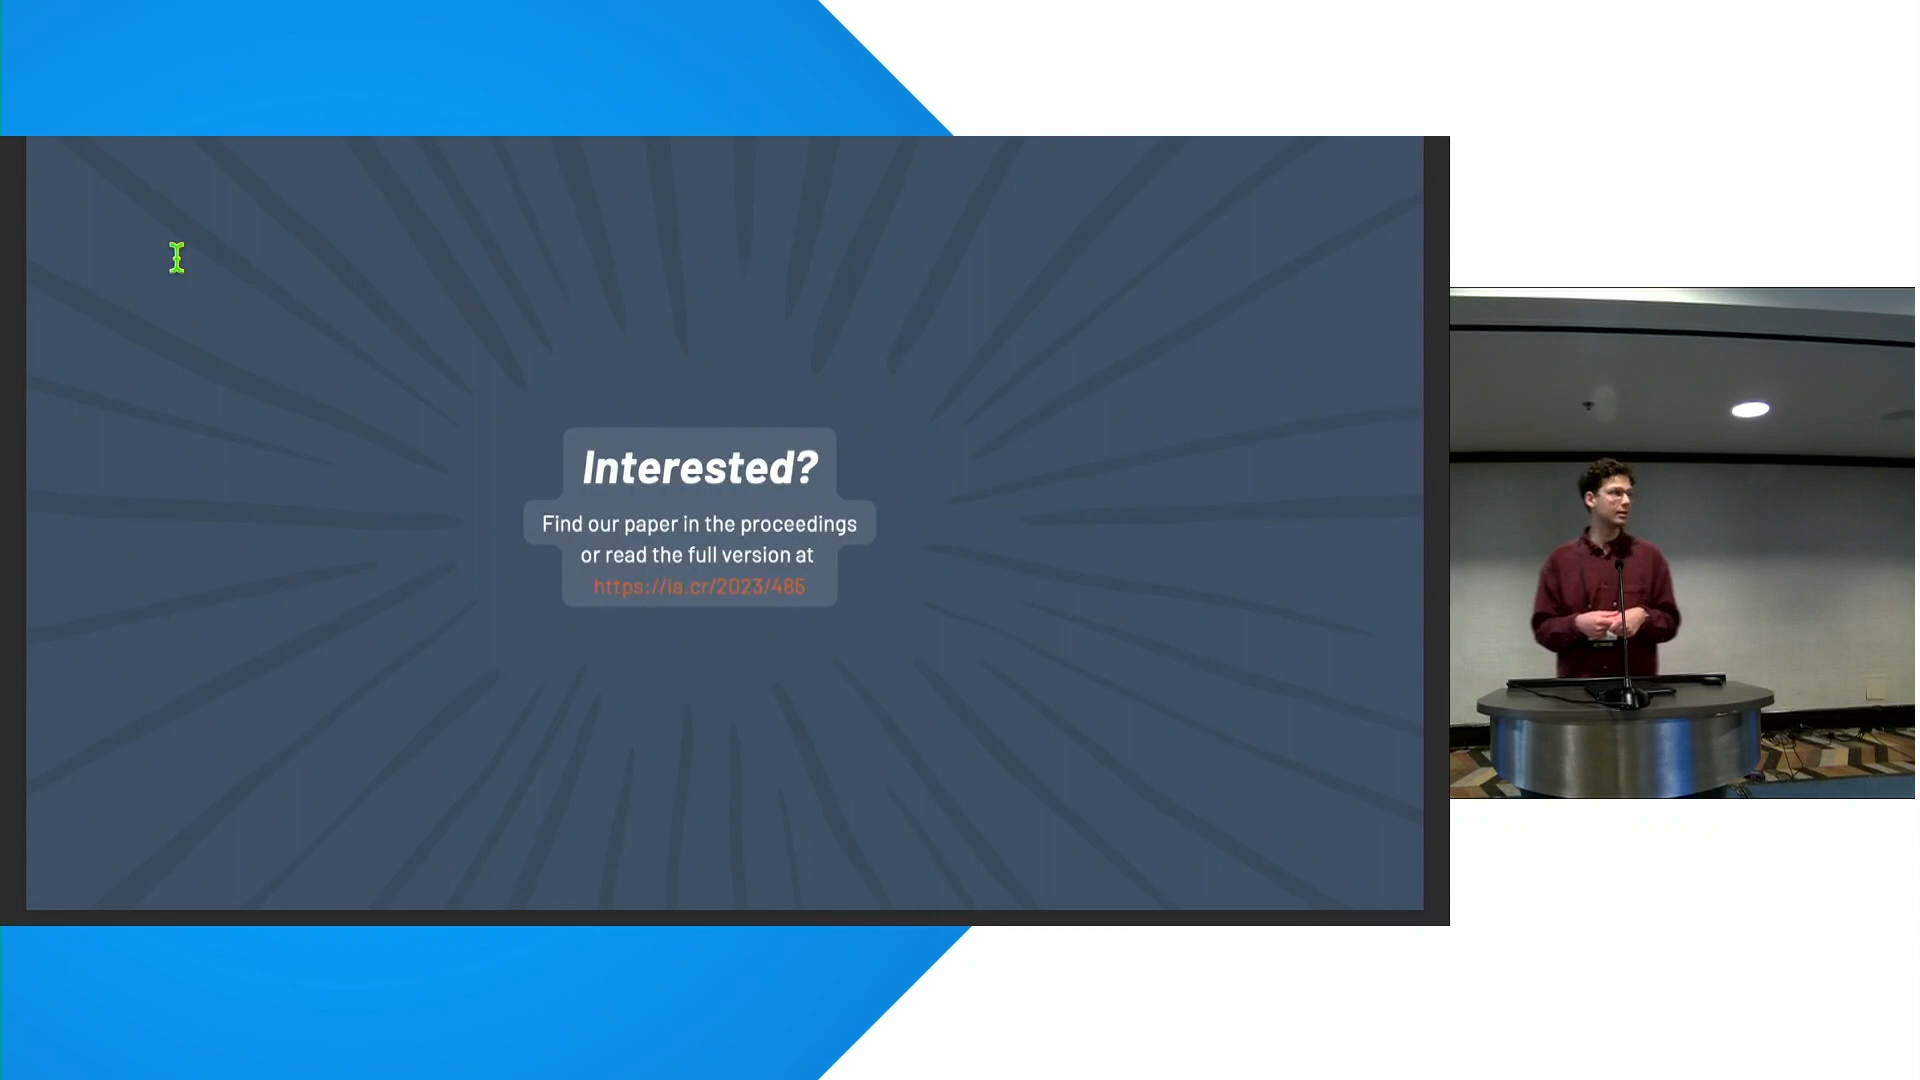 Interested?
Find our paper in the proceedings
or read the full version at
https://ia.cr/2023/485